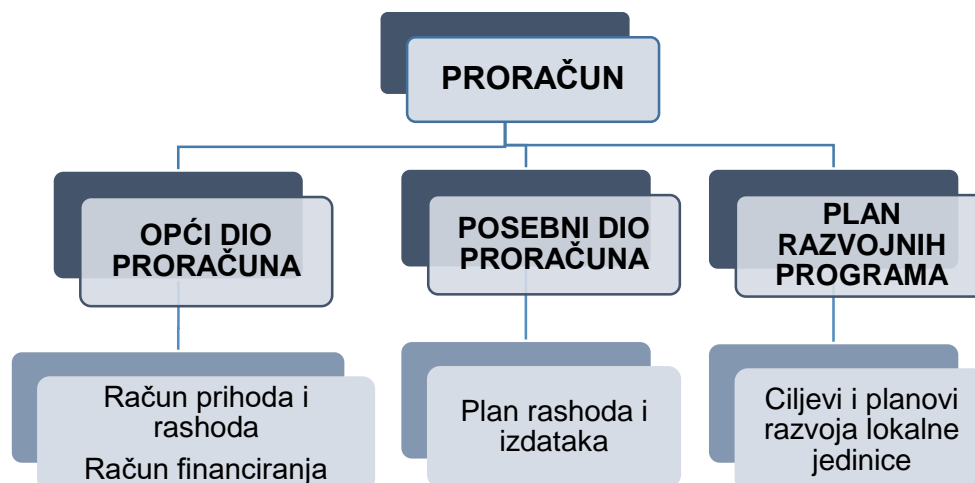 PRORAČUN
OPĆI DIO
PRORAČUNA
POSEBNI DIO
PRORAČUNA
PLAN
RAZVOJNIH
PROGRAMA
Račun prihoda i
rashoda
Račun financiranja
Plan rashoda i
izdataka
Ciljevi i planovi
razvoja lokalne
jedinice